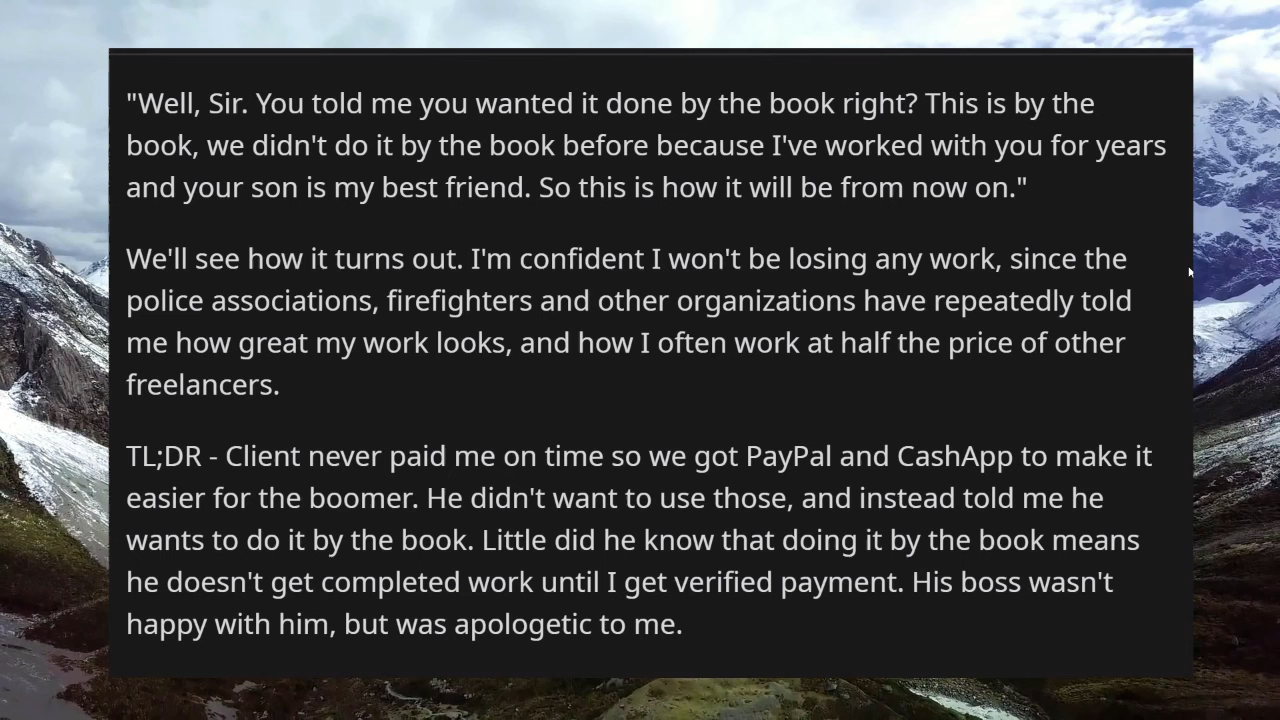 "Well, Sir. You told me you wanted it done by the book right? This is by the
book, we didn't do it by the book before because I've worked with you for years
and your son is my best friend. So this is how it will be from now on."
We'll see how it turns out. I'm confident I won't be losing any work, since the
police associations, firefighters and other organizations have repeatedly told
me how great my work looks, and how I often work at half the price of other
freelancers.
TL;DR - Client never paid me on time so we got PayPal and CashApp to make it
easier for the boomer. He didn't want to use those, and instead told me he
wants to do it by the book. Little did he know that doing it by the book means
he doesn't get completed work until I get verified payment. His boss wasn't
happy with him, but was apologetic to me.